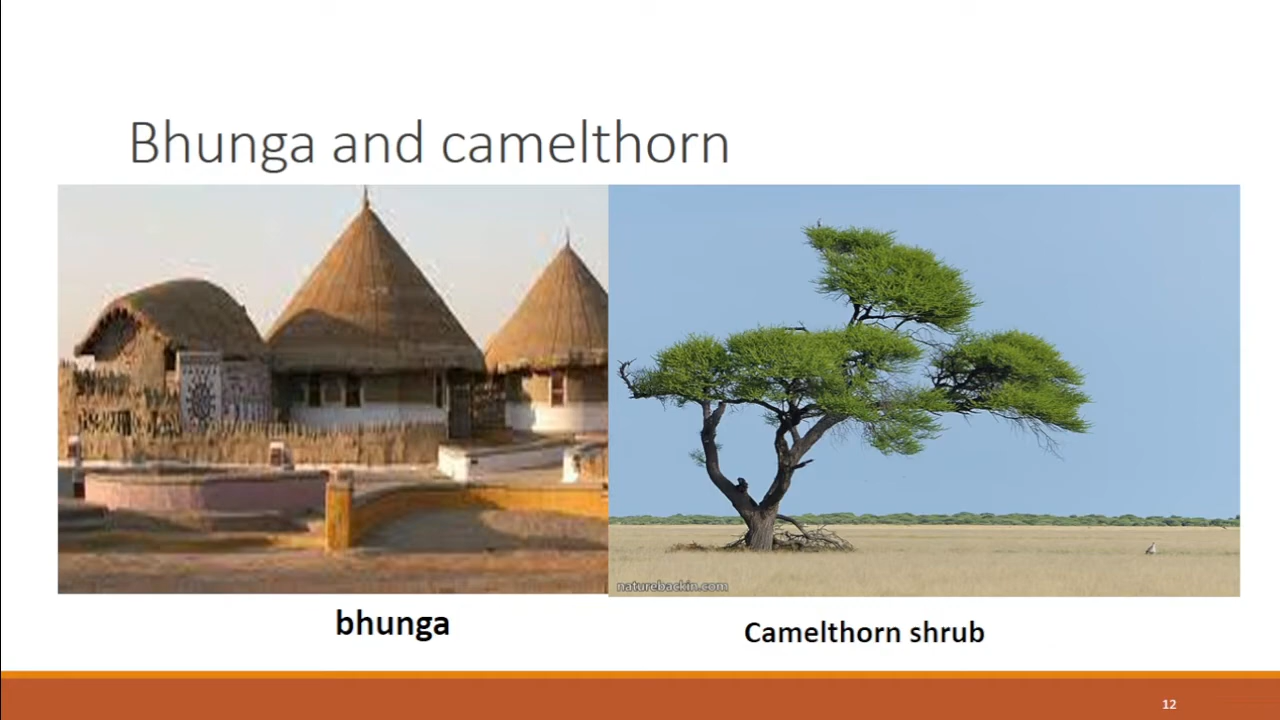 Bhunga and camelthorn
naturebackin.com
bhunga
Camelthorn shrub
12